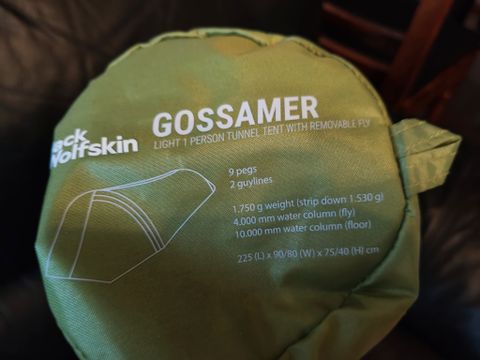 ack
Wolfskin
GOSSAMER
LIGHT 1 PERSON TUNNEL TENT WITH REMOVABLE FLY
9 pegs
2 guylines
1.750 g weight (strip down 1.530 g)
4.000 mm water column (fly)
10.000 mm water column (floor)
225 (L) x 90/80 (W) x 75/40 (H) cm